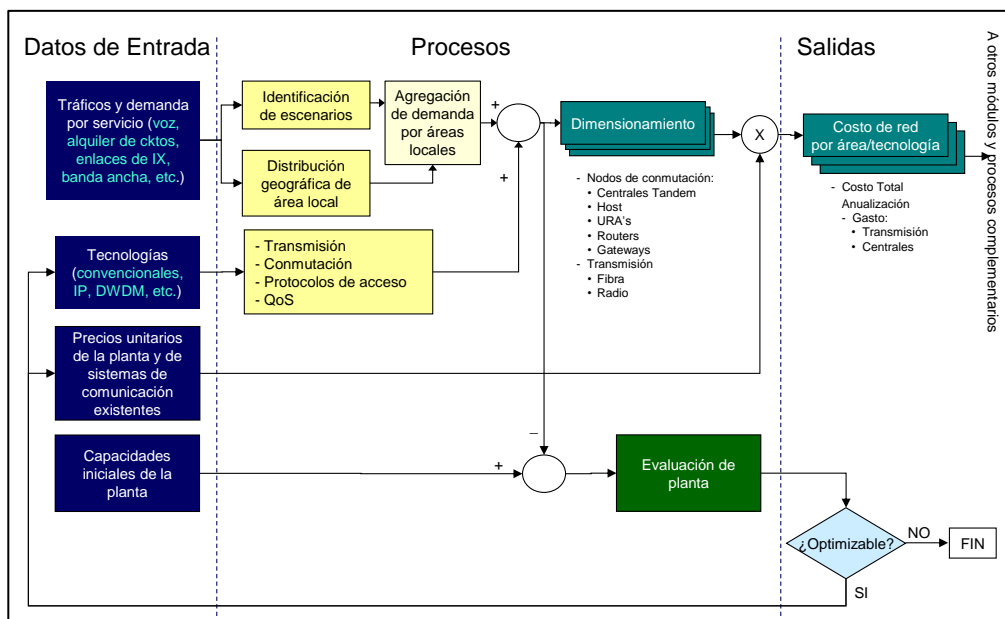 Datos de Entrada
Procesos
Salidas
Tráficos y demanda
por servicio (voz,
alquiler de cktos,
enlaces de IX,
banda ancha, etc.)
Identificación
de escenarios
Distribución
geográfica de
área local
Agregación
de demanda
por áreas
locales
+
+
Dimensionamiento
- Nodos de conmutación:
• Centrales Tandem
• Host
• URA's
• Routers
• Gateways
- Transmisión
• Fibra
• Radio
X
Costo de red
por área/tecnología
- Costo Total
Anualización
- Gasto:
• Transmisión
• Centrales
A otros módulos y procesos complementarios
Tecnologías
(convencionales,
IP, DWDM, etc.)
- Transmisión
- Conmutación
- Protocolos de acceso
- QoS
Precios unitarios
de la planta y de
sistemas de
comunicación
existentes
Capacidades
iniciales de la
planta
+
–
Evaluación de
planta
¿Optimizable?
NO
FIN
SI